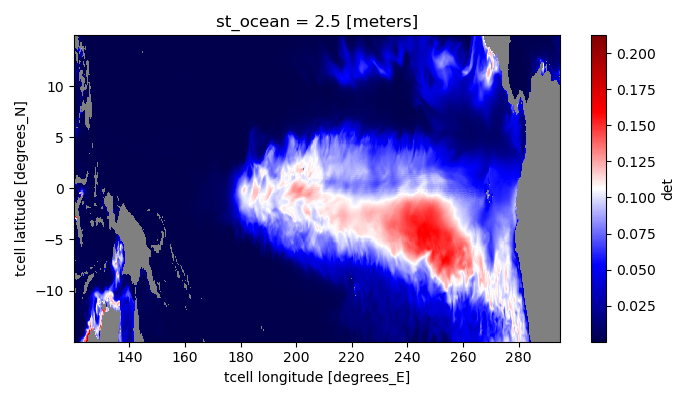 st_ocean = 2.5 [meters]
10
5
0
−5
−10
tcell latitude [degrees_N]
140 160 180 200 220 240 260 280
tcell longitude [degrees_E]
0.200
0.175
0.150
0.125
0.100
0.075
0.050
0.025
det